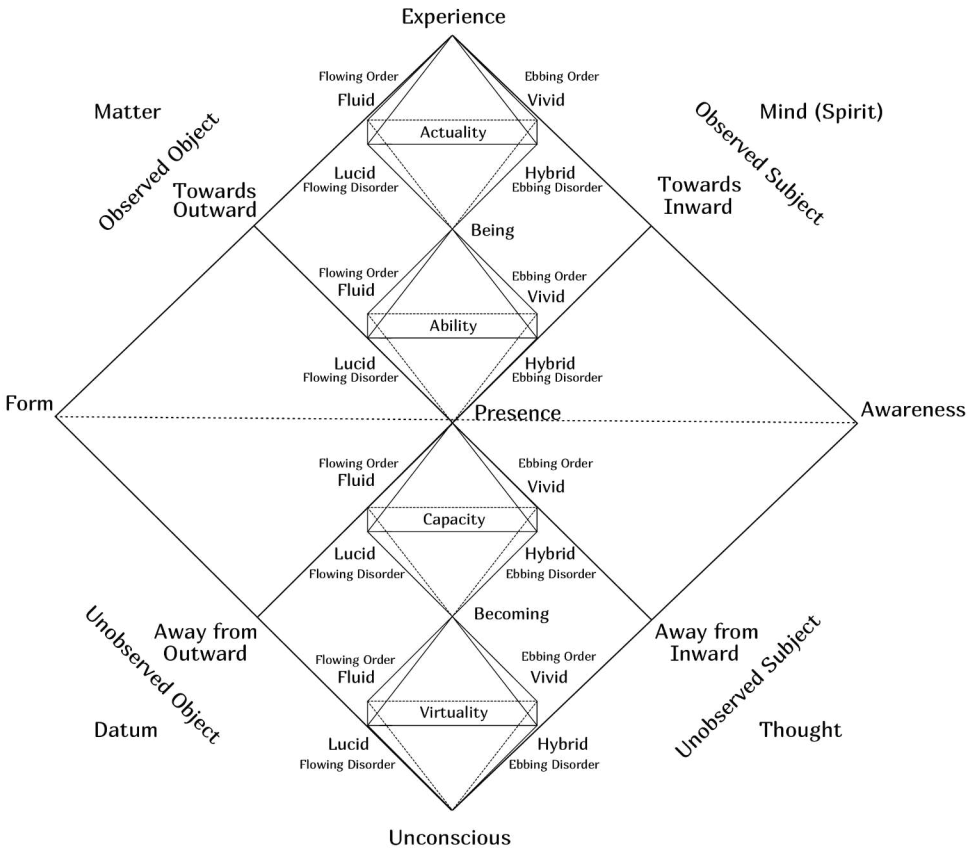 Experience
Flowing Order
Fluid
Ebbing Order
Vivid
Matter
Mind (Spirit)
Observed Object
Observed Subject
Actuality
Lucid
Flowing Disorder
Hybrid
Ebbing Disorder
Towards
Outward
Towards
Inward
Being
Flowing Order
Fluid
Ebbing Order
Vivid
Ability
Lucid
Flowing Disorder
Hybrid
Ebbing Disorder
Form
Presence
Awareness
Flowing Order
Fluid
Ebbing Order
Vivid
Capacity
Lucid
Flowing Disorder
Hybrid
Ebbing Disorder
Becoming
Unobserved Object
Away from
Outward
Away from
Inward
Unobserved Subject
Flowing Order
Fluid
Ebbing Order
Vivid
Virtuality
Datum
Thought
Lucid
Flowing Disorder
Hybrid
Ebbing Disorder
Unconscious